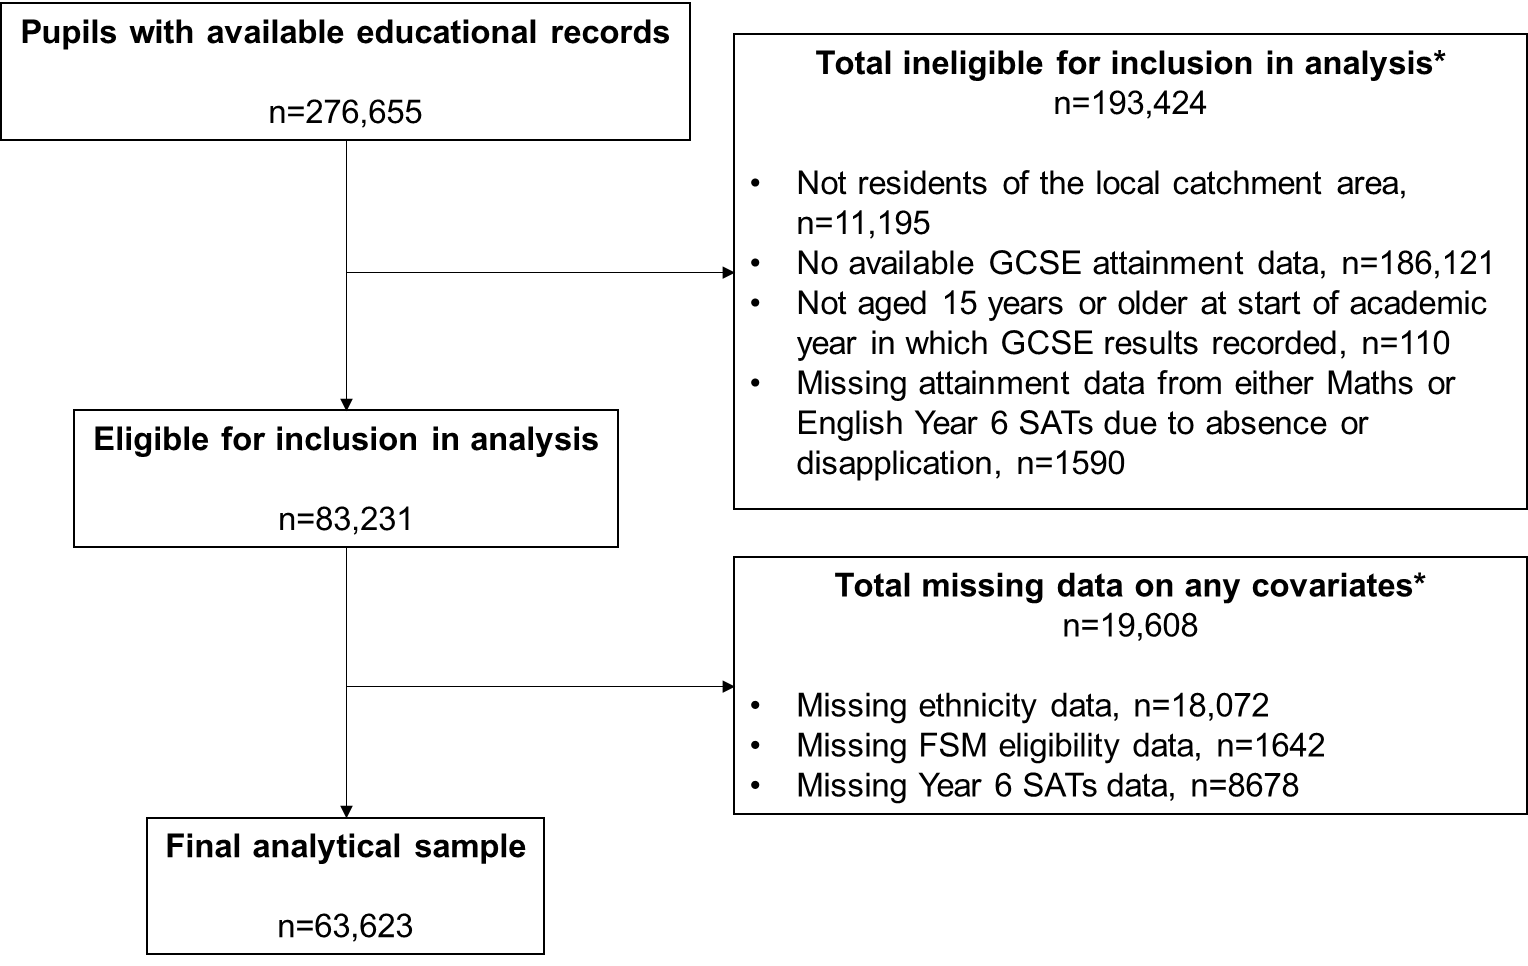 Pupils with available educational records
n=276,655
Total ineligible for inclusion in analysis*
n=193,424
• Not residents of the local catchment area,
n=11,195
• No available GCSE attainment data, n=186,121
• Not aged 15 years or older at start of academic
year in which GCSE results recorded, n=110
• Missing attainment data from either Maths or
English Year 6 SATs due to absence or
disapplication, n=1590
Eligible for inclusion in analysis
n=83,231
Total missing data on any covariates*
n=19,608
• Missing ethnicity data, n=18,072
• Missing FSM eligibility data, n=1642
• Missing Year 6 SATs data, n=8678
Final analytical sample
n=63,623